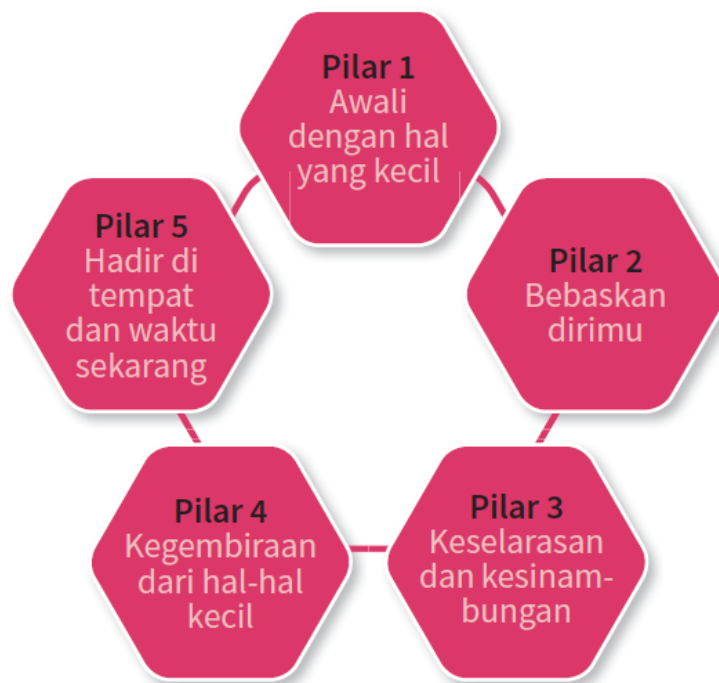 Pilar 1
Awali
dengan hal
yang kecil
Pilar 2
Bebaskan
dirimu
Pilar 3
Keselarasan
dan kesinam-
bungan
Pilar 4
Kegembiraan
dari hal-hal
kecil
Pilar 5
Hadir di
tempat
dan waktu
sekarang